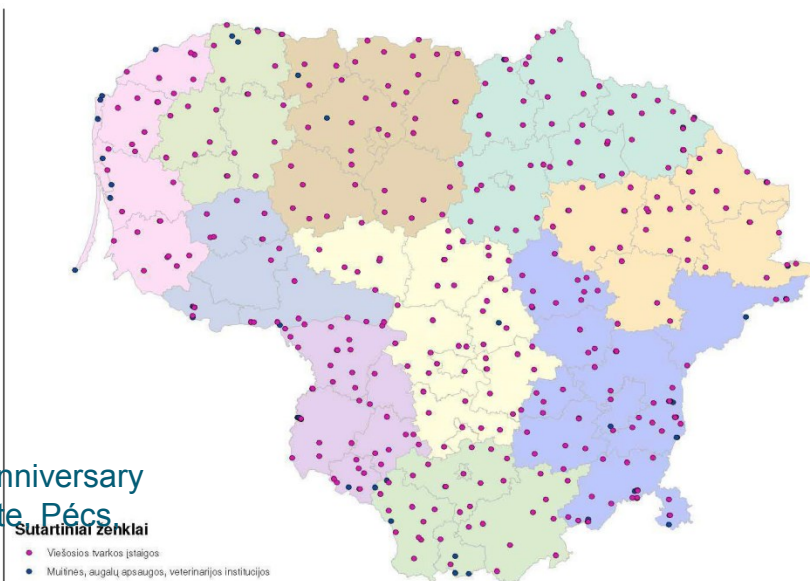 nniversary
te, Pécs,
Sutartiniai ženklai
Viešosios tvarkos įstaigos
Muitinės, augalų apsaugos, veterinarijos institucijos